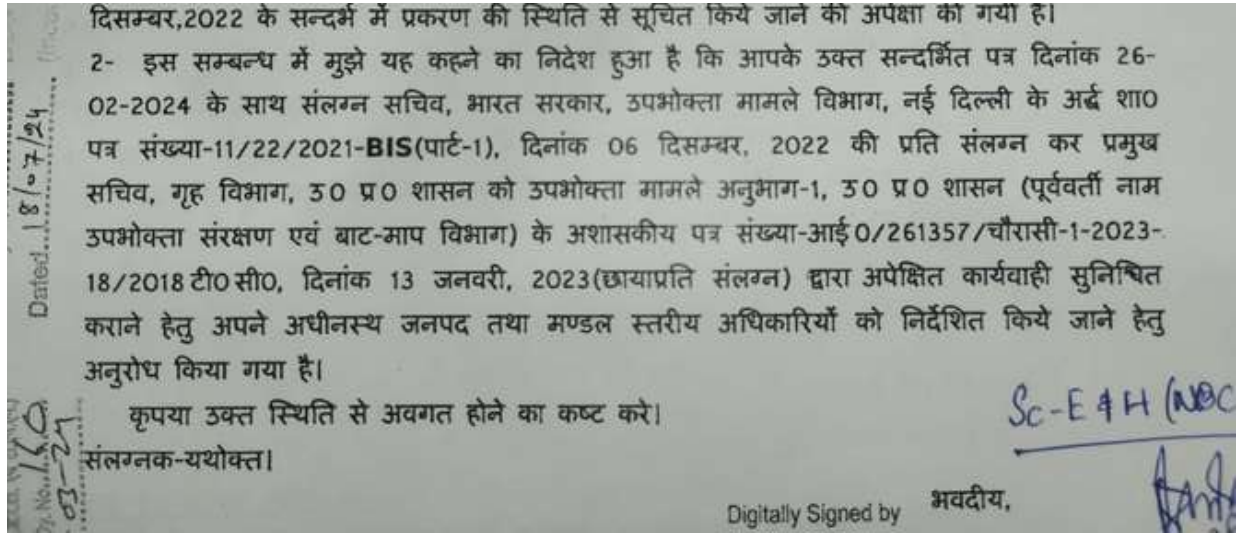 दिसम्बर,2022 के सन्दर्भ में प्रकरण की स्थिति से सूचित किये जाने की अपेक्षा की गयी है।
2- इस सम्बन्ध में मुझे यह कहने का निदेश हुआ है कि आपके उक्त सन्दर्भित पत्र दिनांक 26-
02-2024 के साथ संलग्न सचिव, भारत सरकार, उपभोक्ता मामले विभाग, नई दिल्ली के अर्द्ध शा0
पत्र संख्या-11/22/2021-BIS(पार्ट-1), दिनांक 06 दिसम्बर, 2022 की प्रति संलग्न कर प्रमुख
सचिव, गृह विभाग, उ0 प्र0 शासन को उपभोक्ता मामले अनुभाग-1, उ0 प्र0 शासन (पूर्ववर्ती नाम
उपभोक्ता संरक्षण एवं बाट-माप विभाग) के अशासकीय पत्र संख्या-आई0/261357/चौरासी-1-2023-
18/2018टी0सी0, दिनांक 13 जनवरी, 2023(छायाप्रति संलग्न) द्वारा अपेक्षित कार्यवाही सुनिश्चित
कराने हेतु अपने अधीनस्थ जनपद तथा मण्डल स्तरीय अधिकारियों को निर्देशित किये जाने हेतु
अनुरोध किया गया है।
कृपया उक्त स्थिति से अवगत होने का कष्ट करे।
संलग्नक-यथोक्त।
Sc-E & H (NBC
भवदीय,
Digitally Signed by
Dated 18/07/24
03-24